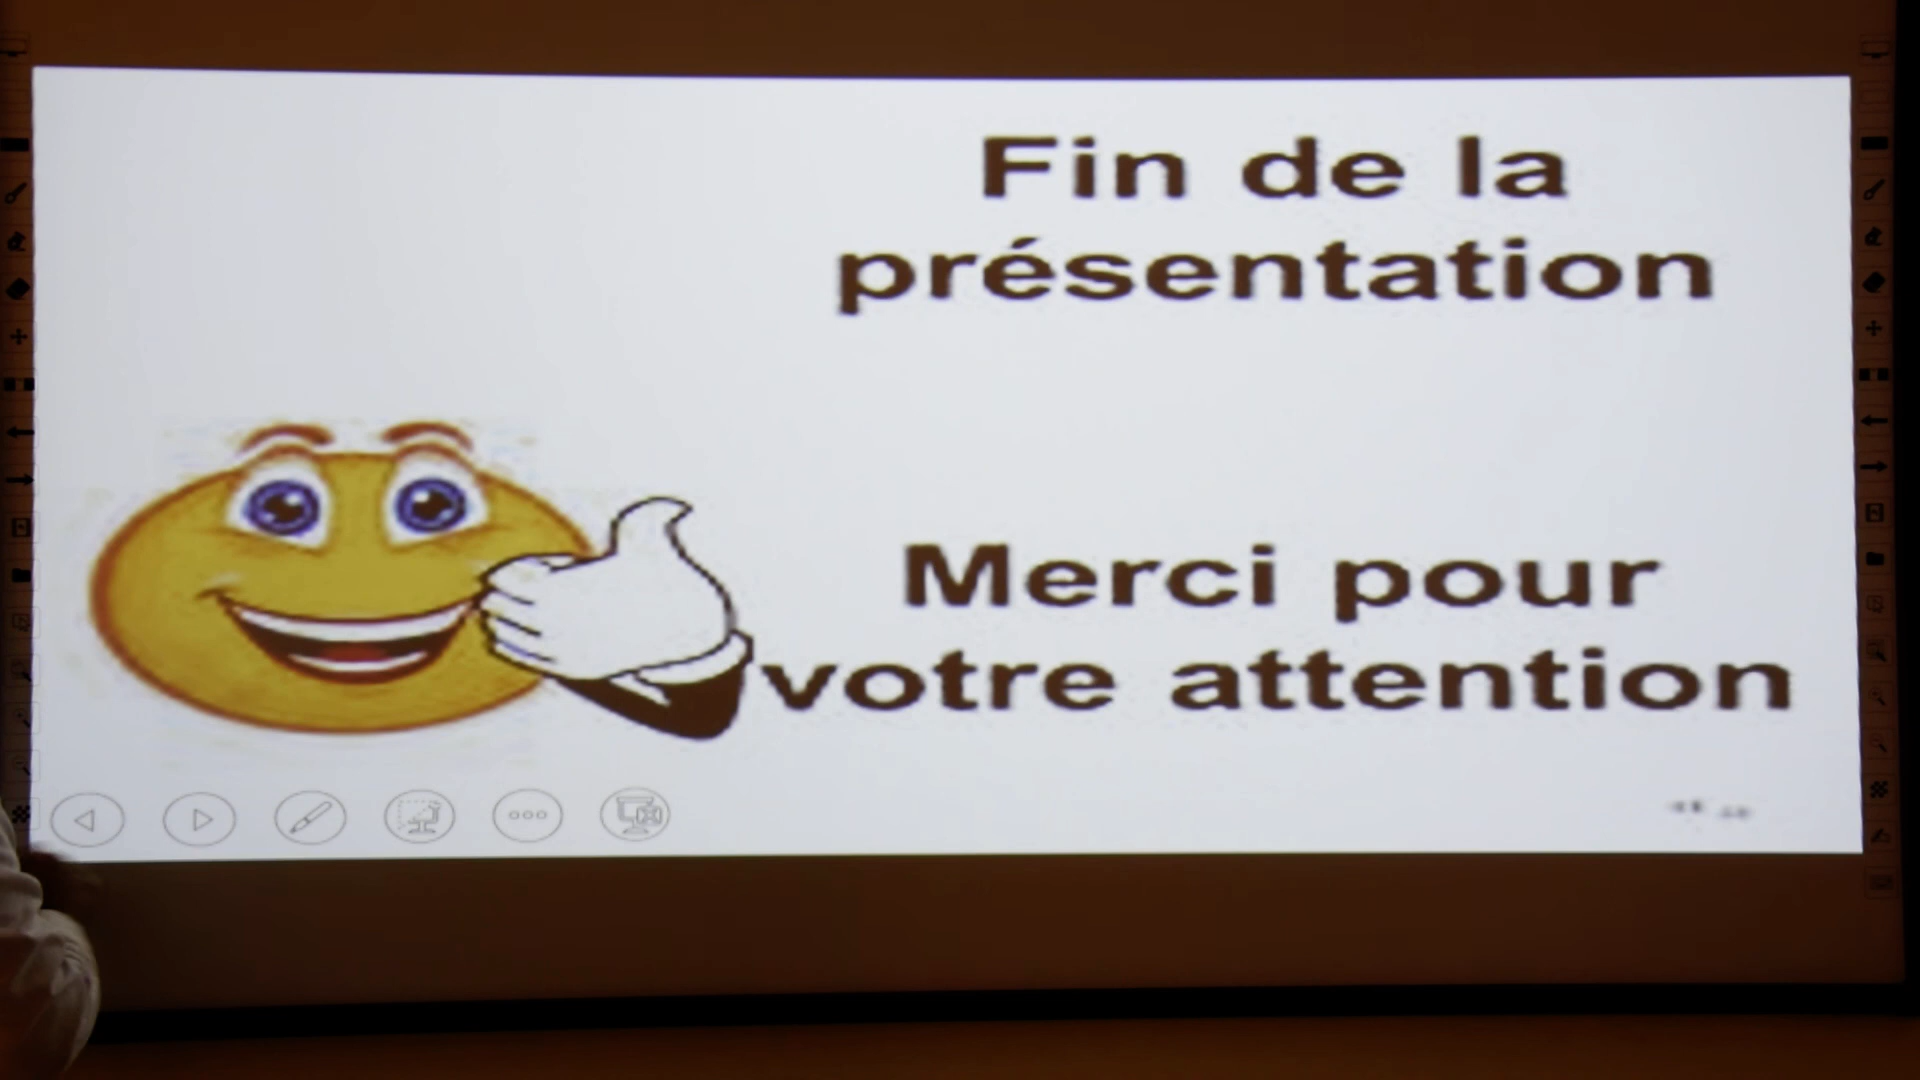 Fin de la
présentation
Merci pour
votre attention